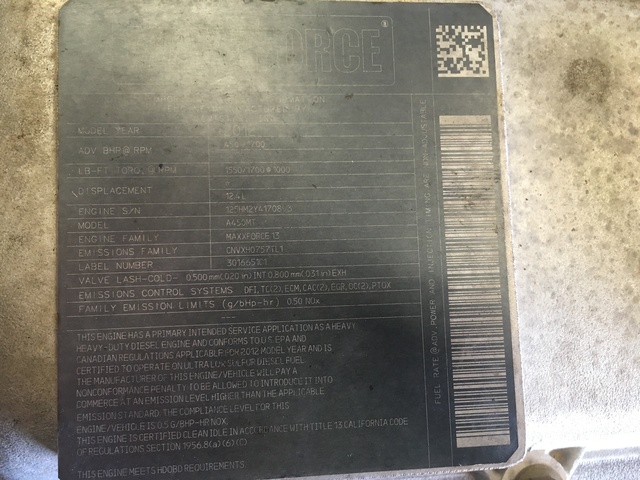 ORCE®
MODEL YEAR
ADV BHP@RPM
LB-FT TORQ @ RPM 1550/1700@1000
DISPLACEMENT 12.4L
ENGINE S/N
MODEL A450MT
ENGINE FAMILY MAXXFORCE 13
EMISSIONS FAMILY CNVXH0757
LABEL NUMBER 3016651C1
VALVE LASH-COLD- 0.500 mm(.020 in) INT 0.800 mm(.031 in) EXH
EMISSIONS CONTROL SYSTEMS DFI, TC(2), ECM, CAC(2), EGR, OC(2), PTOX
FAMILY EMISSION LIMITS (g/bHp-hr) 0.50 NOx
THIS ENGINE HAS A PRIMARY INTENDED SERVICE APPLICATION AS A HEAVY
HEAVY-DUTY DIESEL ENGINE AND CONFORMS TO U.S. EPA AND
CANADIAN REGULATIONS APPLICABLE FOR 2012 MODEL YEAR AND IS
CERTIFIED TO OPERATE ON ULTRA LOW SULFUR DIESEL FUEL.
THE MANUFACTURER OF THIS ENGINE/VEHICLE WILL PAY A
NONCONFORMANCE PENALTY TO BE ALLOWED TO INTRODUCE IT INTO
COMMERCE AT AN EMISSION LEVEL HIGHER THAN THE APPLICABLE
EMISSION STANDARD. THE COMPLIANCE LEVEL FOR THIS
ENGINE/VEHICLE IS 0.5 G/BHP-HR NOX.
THIS ENGINE IS CERTIFIED CLEAN IDLE IN ACCORDANCE WITH TITLE 13 CALIFORNIA CODE
OF REGULATIONS SECTION 1956.8(a)(6)(C)
THIS ENGINE MEETS HDOBD REQUIREMENTS
FUEL RATE @ ADV. POWER AND INJECTION TIMING ARE NON-ADJUSTABLE